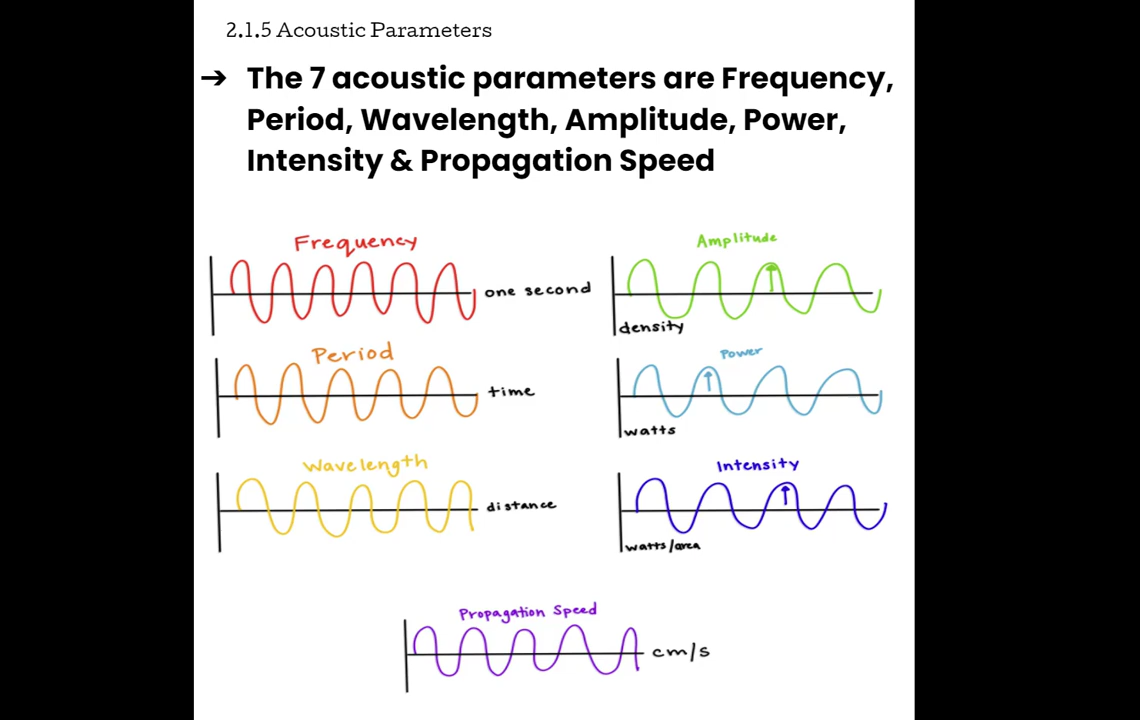 2.1.5 Acoustic Parameters
➔ The 7 acoustic parameters are Frequency,
Period, Wavelength, Amplitude, Power,
Intensity & Propagation Speed
Frequency
one second
Period
time
Wavelength
distance
Amplitude
density
Power
watts
Intensity
watts/area
Propagation Speed
cm/s